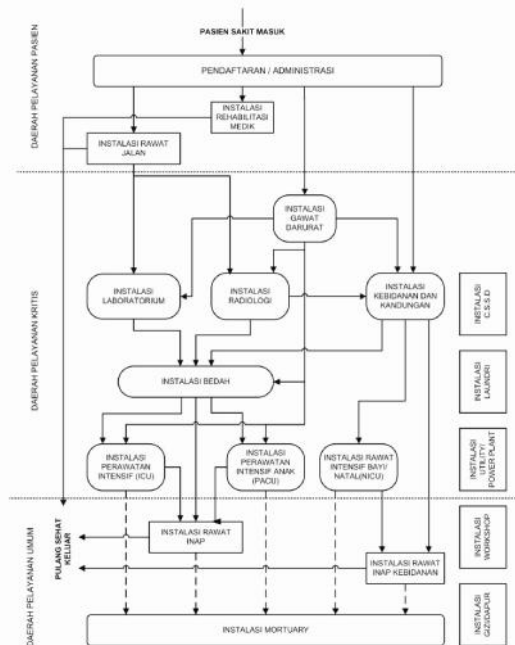 DAERAH PELAYANAN PASIEN
PASIEN SAKIT MASUK
PENDAFTARAN / ADMINISTRASI
INSTALASI
REHABILITASI
MEDIK
INSTALASI RAWAT
JALAN
DAERAH PELAYANAN KRITIS
INSTALASI
GAWAT
DARURAT
INSTALASI
LABORATORIUM
INSTALASI
RADIOLOGI
INSTALASI
KEBIDANAN DAN
KANDUNGAN
INSTALASI
C.S.S.D
INSTALASI BEDAH
INSTALASI
LAUNDRI
INSTALASI
PERAWATAN
INTENSIF (ICU)
INSTALASI
PERAWATAN
INTENSIF ANAK
(PACU)
INSTALASI RAWAT
INTENSIF BAYI/
NATAL(NICU)
INSTALASI
UTILITY/
POWER PLANT
DAERAH PELAYANAN UMUM
PULANG SEHAT
KELUAR
INSTALASI RAWAT
INAP
INSTALASI RAWAT
INAP KEBIDANAN
INSTALASI
WORKSHOP
INSTALASI
GIZI/DAPUR
INSTALASI MORTUARY